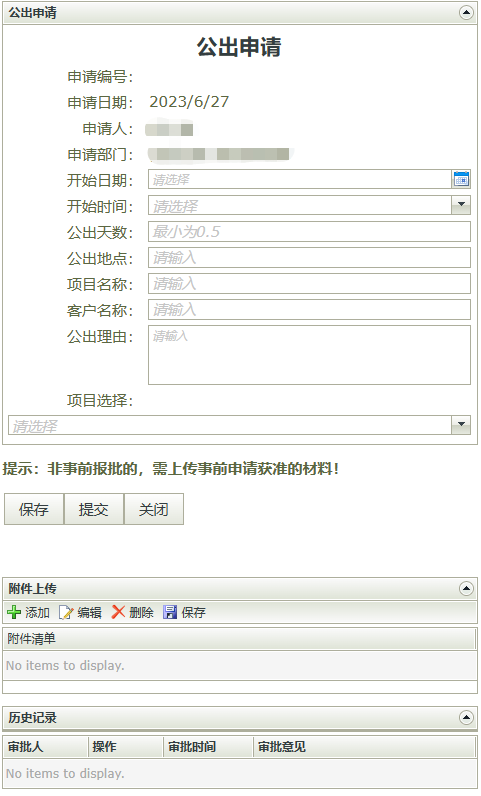 公出申请
公出申请
申请编号：
申请日期： 2023/6/27
申请人：
申请部门：
开始日期： 请选择
开始时间： 请选择
公出天数： 最小为0.5
公出地点： 请输入
项目名称： 请输入
客户名称： 请输入
公出理由： 请输入
项目选择：
请选择
提示：非事前报批的，需上传事前申请获准的材料！
保存 提交 关闭
附件上传
添加 编辑 删除 保存
附件清单
No items to display.
历史记录
审批人 操作 审批时间 审批意见
No items to display.